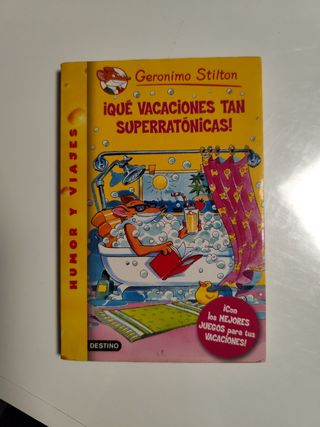 Geronimo Stilton
¡QUÉ VACACIONES TAN
SUPERRATÓNICAS!
HUMOR Y VIAJES
¡Con
los MEJORES
JUEGOS para tus
VACACIONES!
DESTINO